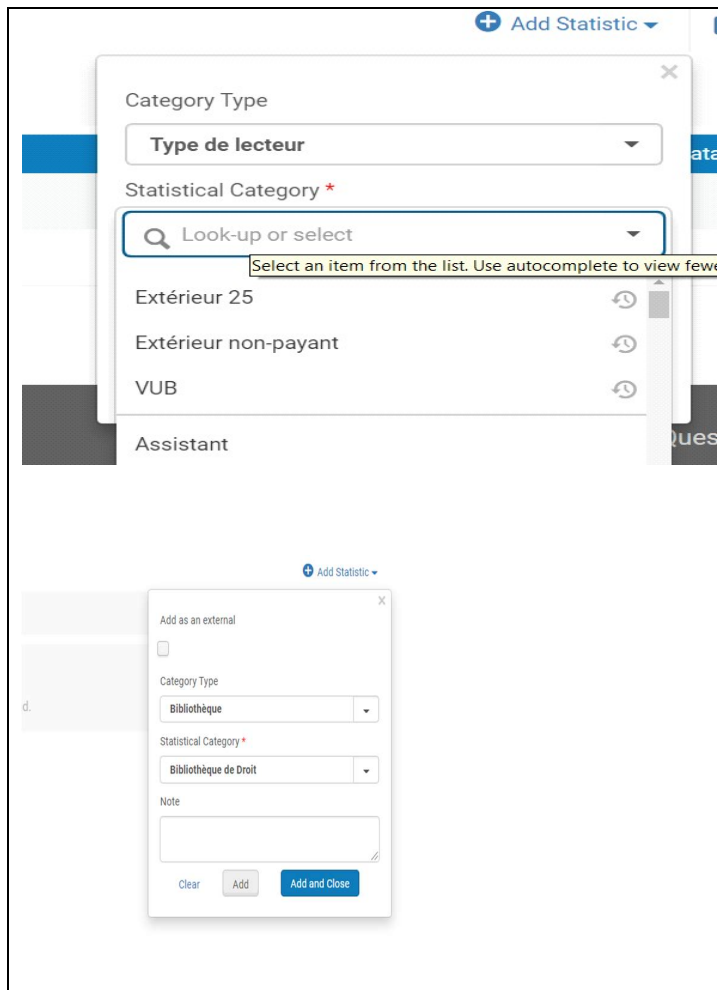 Add Statistic
Category Type
Type de lecteur
Statistical Category *
Look-up or select
Select an item from the list. Use autocomplete to view fewe
Extérieur 25
Extérieur non-payant
VUB
Assistant
Ques
Add Statistic
x
Add as an external
Category Type
d.
Bibliothèque
Statistical Category *
Bibliothèque de Droit
Note
Clear Add Add and Close